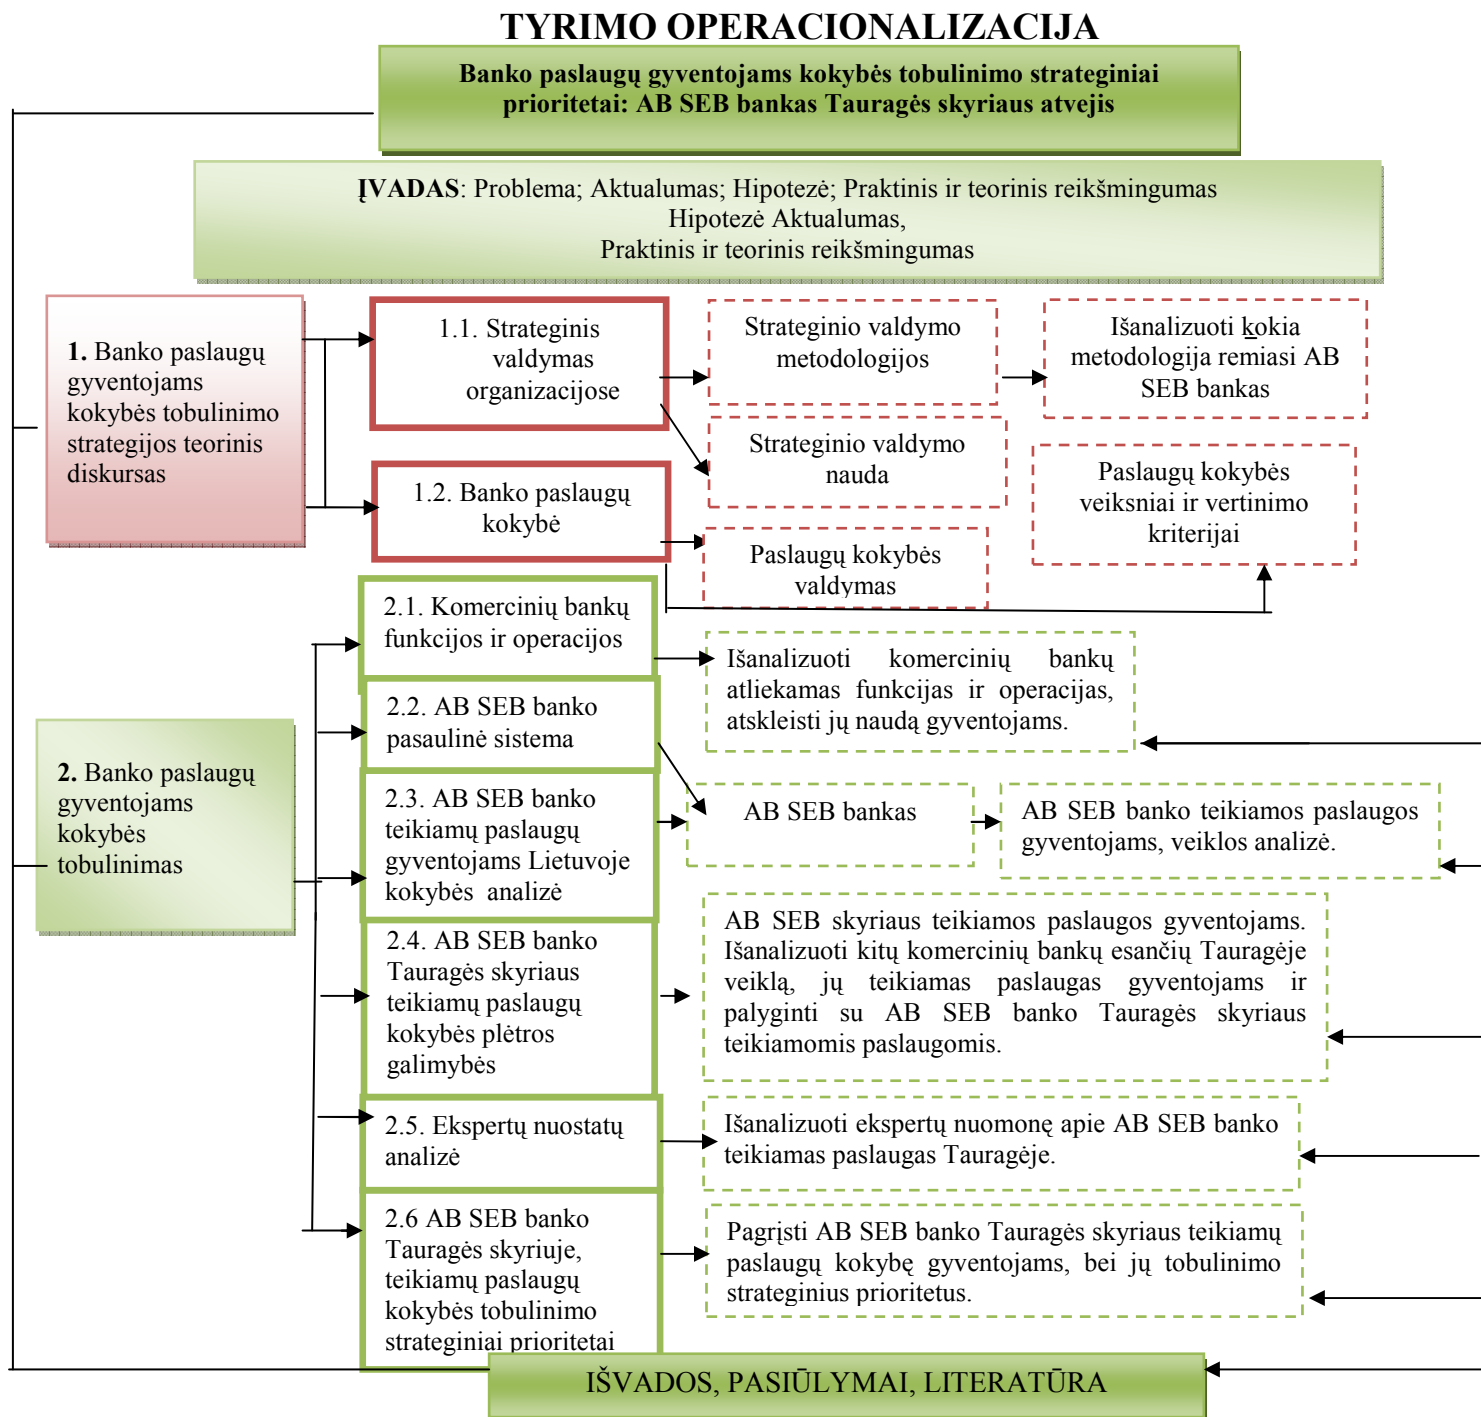 TYRIMO OPERACIONALIZACIJA
Banko paslaugų gyventojams kokybės tobulinimo strateginiai
prioritetai: AB SEB bankas Tauragės skyriaus atvejis
ĮVADAS: Problema; Aktualumas; Hipotezė; Praktinis ir teorinis reikšmingumas
Hipotezė Aktualumas,
Praktinis ir teorinis reikšmingumas
1. Banko paslaugų
gyventojams
kokybės tobulinimo
strategijos teorinis
diskursas
1.1. Strateginis
valdymas
organizacijose
Strateginio valdymo
metodologijos
Išanalizuoti kokia
metodologija remiasi AB
SEB bankas
Strateginio valdymo
nauda
1.2. Banko paslaugų
kokybė
Paslaugų kokybės
veiksniai ir vertinimo
kriterijai
Paslaugų kokybės
valdymas
2. Banko paslaugų
gyventojams
kokybės
tobulinimas
2.1. Komercinių bankų
funkcijos ir operacijos
Išanalizuoti komercinių bankų
atliekamas funkcijas ir operacijas,
atskleisti jų naudą gyventojams.
2.2. AB SEB banko
pasaulinė sistema
2.3. AB SEB banko
teikiamų paslaugų
gyventojams Lietuvoje
kokybės analizė
AB SEB bankas
AB SEB banko teikiamos paslaugos
gyventojams, veiklos analizė.
2.4. AB SEB banko
Tauragės skyriaus
teikiamų paslaugų
kokybės plėtros
galimybės
AB SEB skyriaus teikiamos paslaugos gyventojams.
Išanalizuoti kitų komercinių bankų esančių Tauragėje
veiklą, jų teikiamas paslaugas gyventojams ir
palyginti su AB SEB banko Tauragės skyriaus
teikiamomis paslaugomis.
2.5. Ekspertų nuostatų
analizė
Išanalizuoti ekspertų nuomonę apie AB SEB banko
teikiamas paslaugas Tauragėje.
2.6 AB SEB banko
Tauragės skyriuje,
teikiamų paslaugų
kokybės tobulinimo
strateginiai prioritetai
Pagrįsti AB SEB banko Tauragės skyriaus teikiamų
paslaugų kokybę gyventojams, bei jų tobulinimo
strateginius prioritetus.
IŠVADOS, PASIŪLYMAI, LITERATŪRA